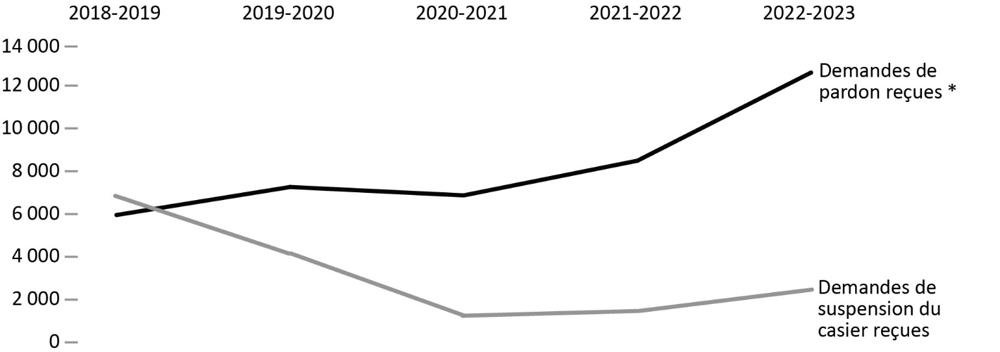 2018-2019 2019-2020 2020-2021 2021-2022 2022-2023
14 000
12 000
10 000
8 000
6 000
4 000
2 000
0
Demandes de
pardon reçues *
Demandes de
suspension du
casier reçues